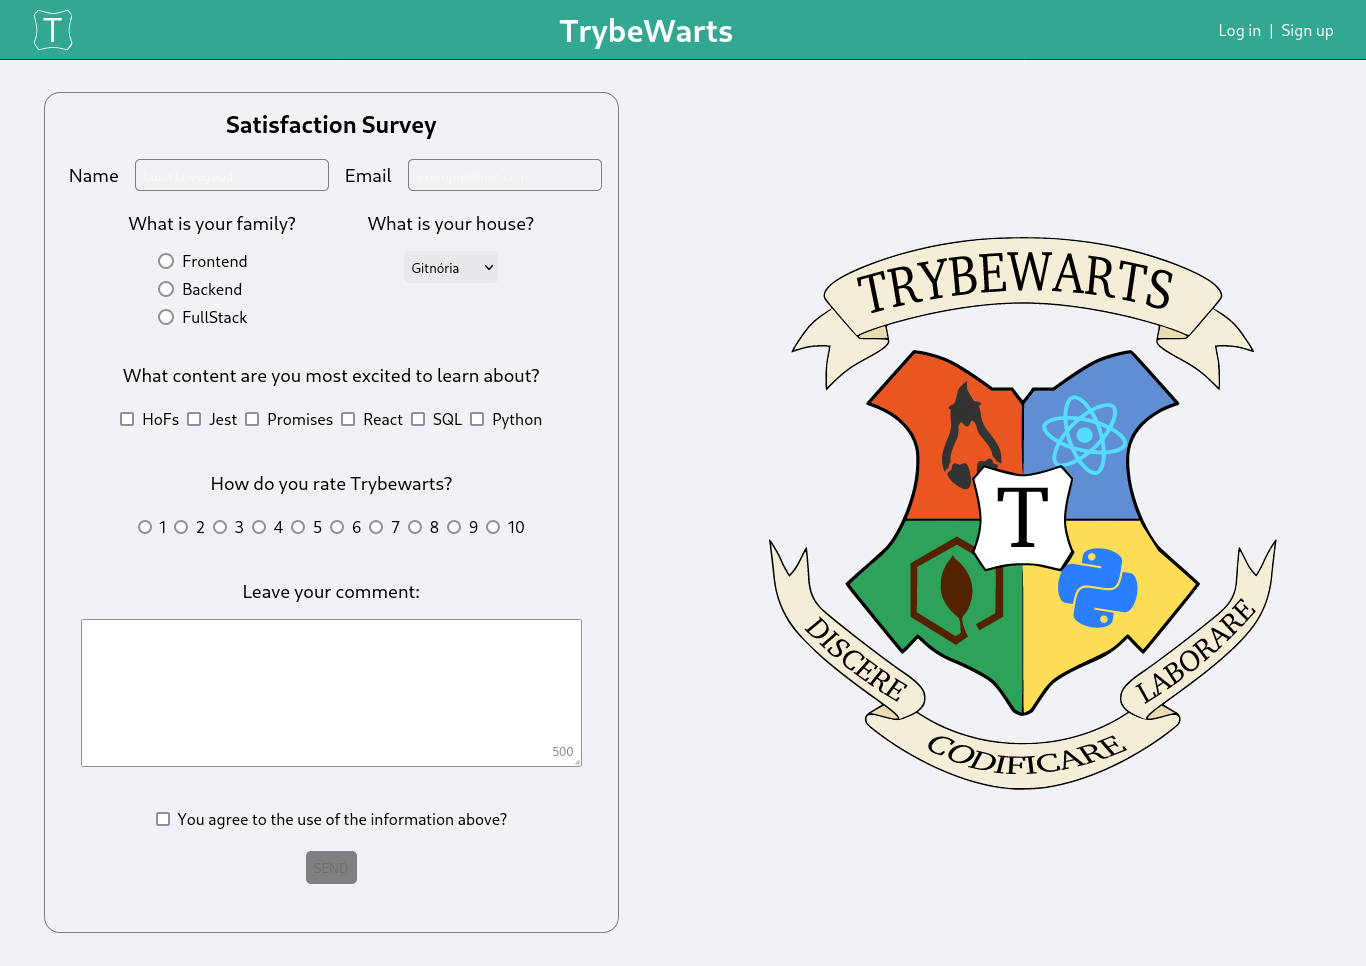 T
TrybeWarts
Log in | Sign up
Satisfaction Survey
Name
Email
What is your family?
What is your house?
Frontend
Backend
FullStack
Gitnória
What content are you most excited to learn about?
HoFs Jest Promises React SQL Python
How do you rate Trybewarts?
1 2 3 4 5 6 7 8 9 10
Leave your comment:
500
You agree to the use of the information above?
SEND
TRYBEWARTS
T
DISCERE
CODIFICARE
LABORARE